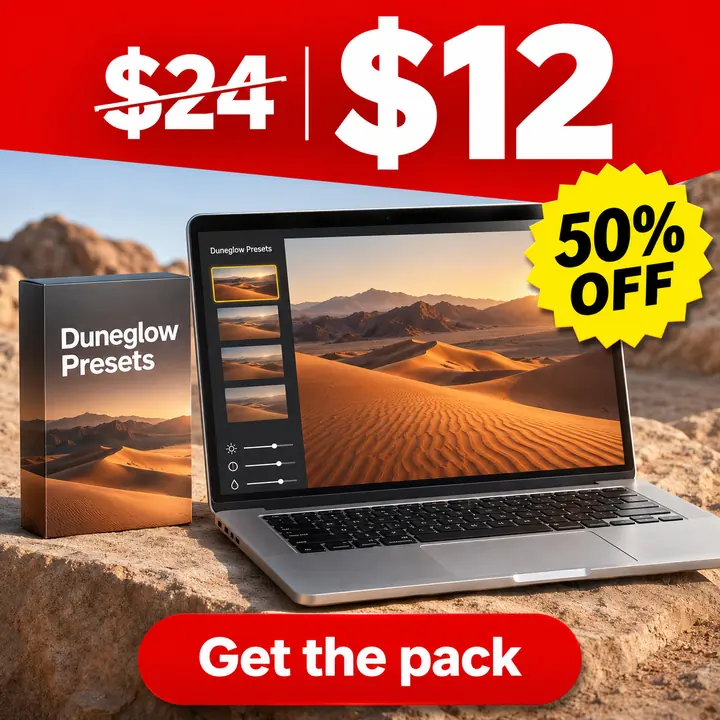 $24 $12
50%
OFF
Duneglow Presets
Duneglow
Presets
Get the pack